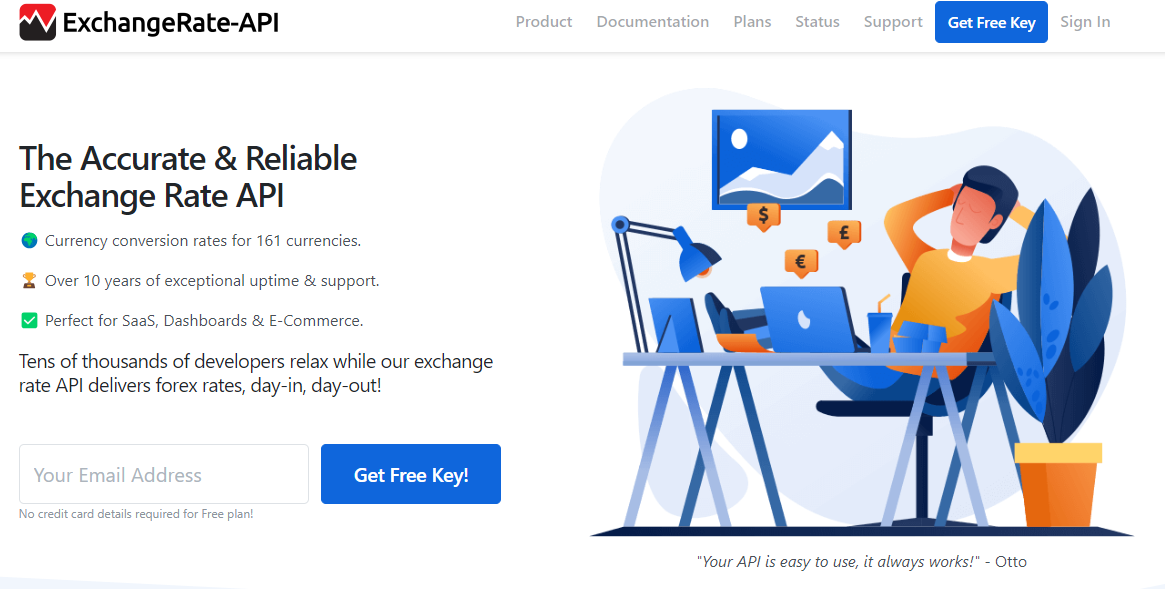 ExchangeRate-API
Product Documentation Plans Status Support Get Free Key Sign In
The Accurate & Reliable
Exchange Rate API
Currency conversion rates for 161 currencies.
Over 10 years of exceptional uptime & support.
Perfect for SaaS, Dashboards & E-Commerce.
Tens of thousands of developers relax while our exchange
rate API delivers forex rates, day-in, day-out!
Your Email Address
Get Free Key!
No credit card details required for Free plan!
$
£
€
"Your API is easy to use, it always works!" - Otto